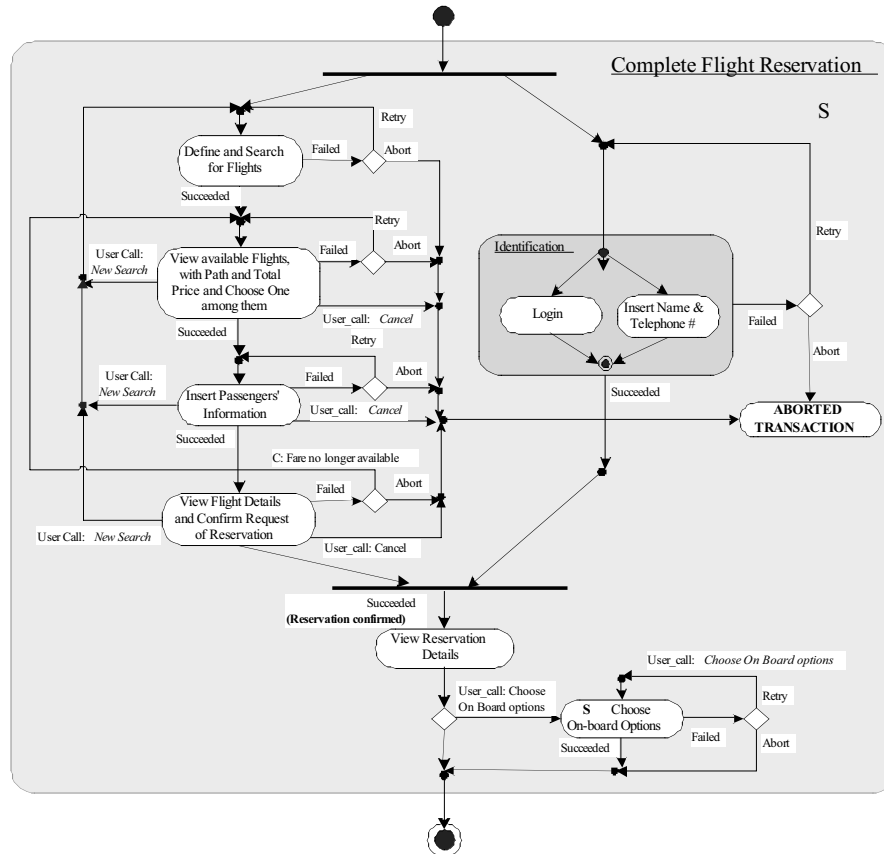 Complete Flight Reservation
S
Retry
Define and Search
for Flights
Failed
Abort
Succeeded
Retry
User Call:
New Search
View available Flights,
with Path and Total
Price and Choose One
among them
Failed
Abort
User_call: Cancel
Succeeded
Retry
User Call:
New Search
Insert Passengers'
Information
Failed
Abort
User_call: Cancel
Succeeded
C: Fare no longer available
View Flight Details
and Confirm Request
of Reservation
Failed
Abort
User Call: New Search
User_call: Cancel
Identification
Login
Insert Name &
Telephone #
Retry
Failed
Abort
Succeeded
ABORTED
TRANSACTION
Succeeded
(Reservation confirmed)
View Reservation
Details
User_call: Choose
On Board options
User_call: Choose On Board options
Retry
S Choose
On-board Options
Failed
Abort
Succeeded